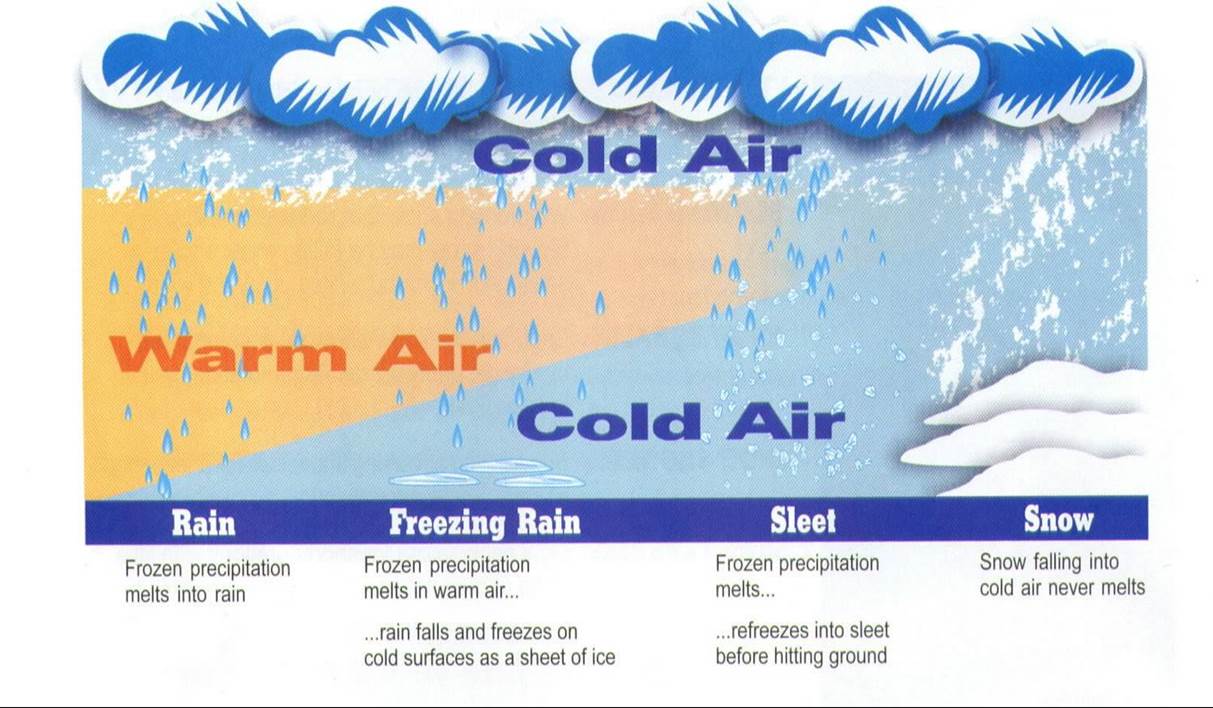 Cold Air
Warm Air
Cold Air
Rain
Frozen precipitation
melts into rain
Freezing Rain
Frozen precipitation
melts in warm air...
...rain falls and freezes on
cold surfaces as a sheet of ice
Sleet
Frozen precipitation
melts...
...refreezes into sleet
before hitting ground
Snow
Snow falling into
cold air never melts